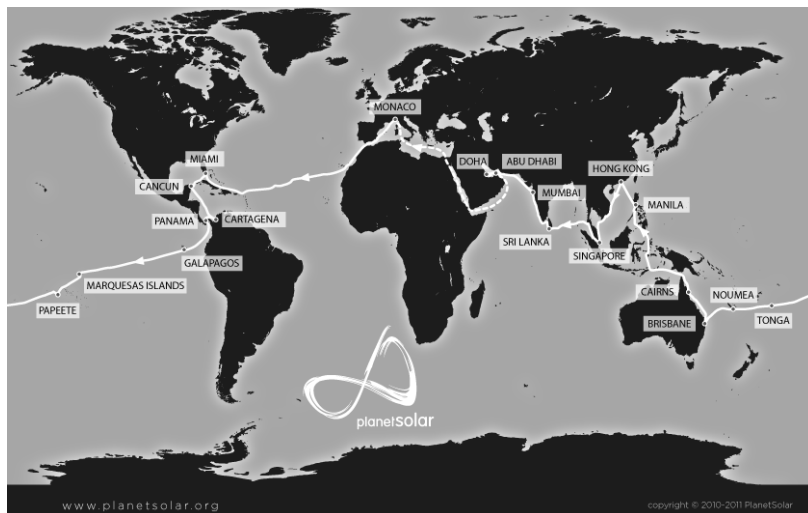 MONACO
MIAMI
DOHA
ABU DHABI
HONG KONG
CANCUN
MUMBAI
MANILA
PANAMA
CARTAGENA
SRI LANKA
SINGAPORE
GALAPAGOS
MARQUESAS ISLANDS
CAIRNS
NOUMEA
PAPEETE
BRISBANE
TONGA
planetsolar
www.planetsolar.org
copyright © 2010-2011 PlanetSolar